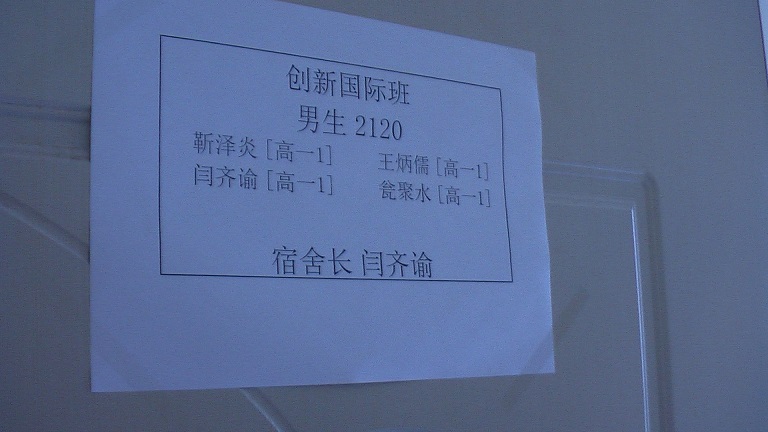 创新国际班
男生 2120
靳泽炎 [高一1] 王炳儒 [高一1]
闫齐谕 [高一1] 瓮聚水 [高一1]
宿舍长 闫齐谕